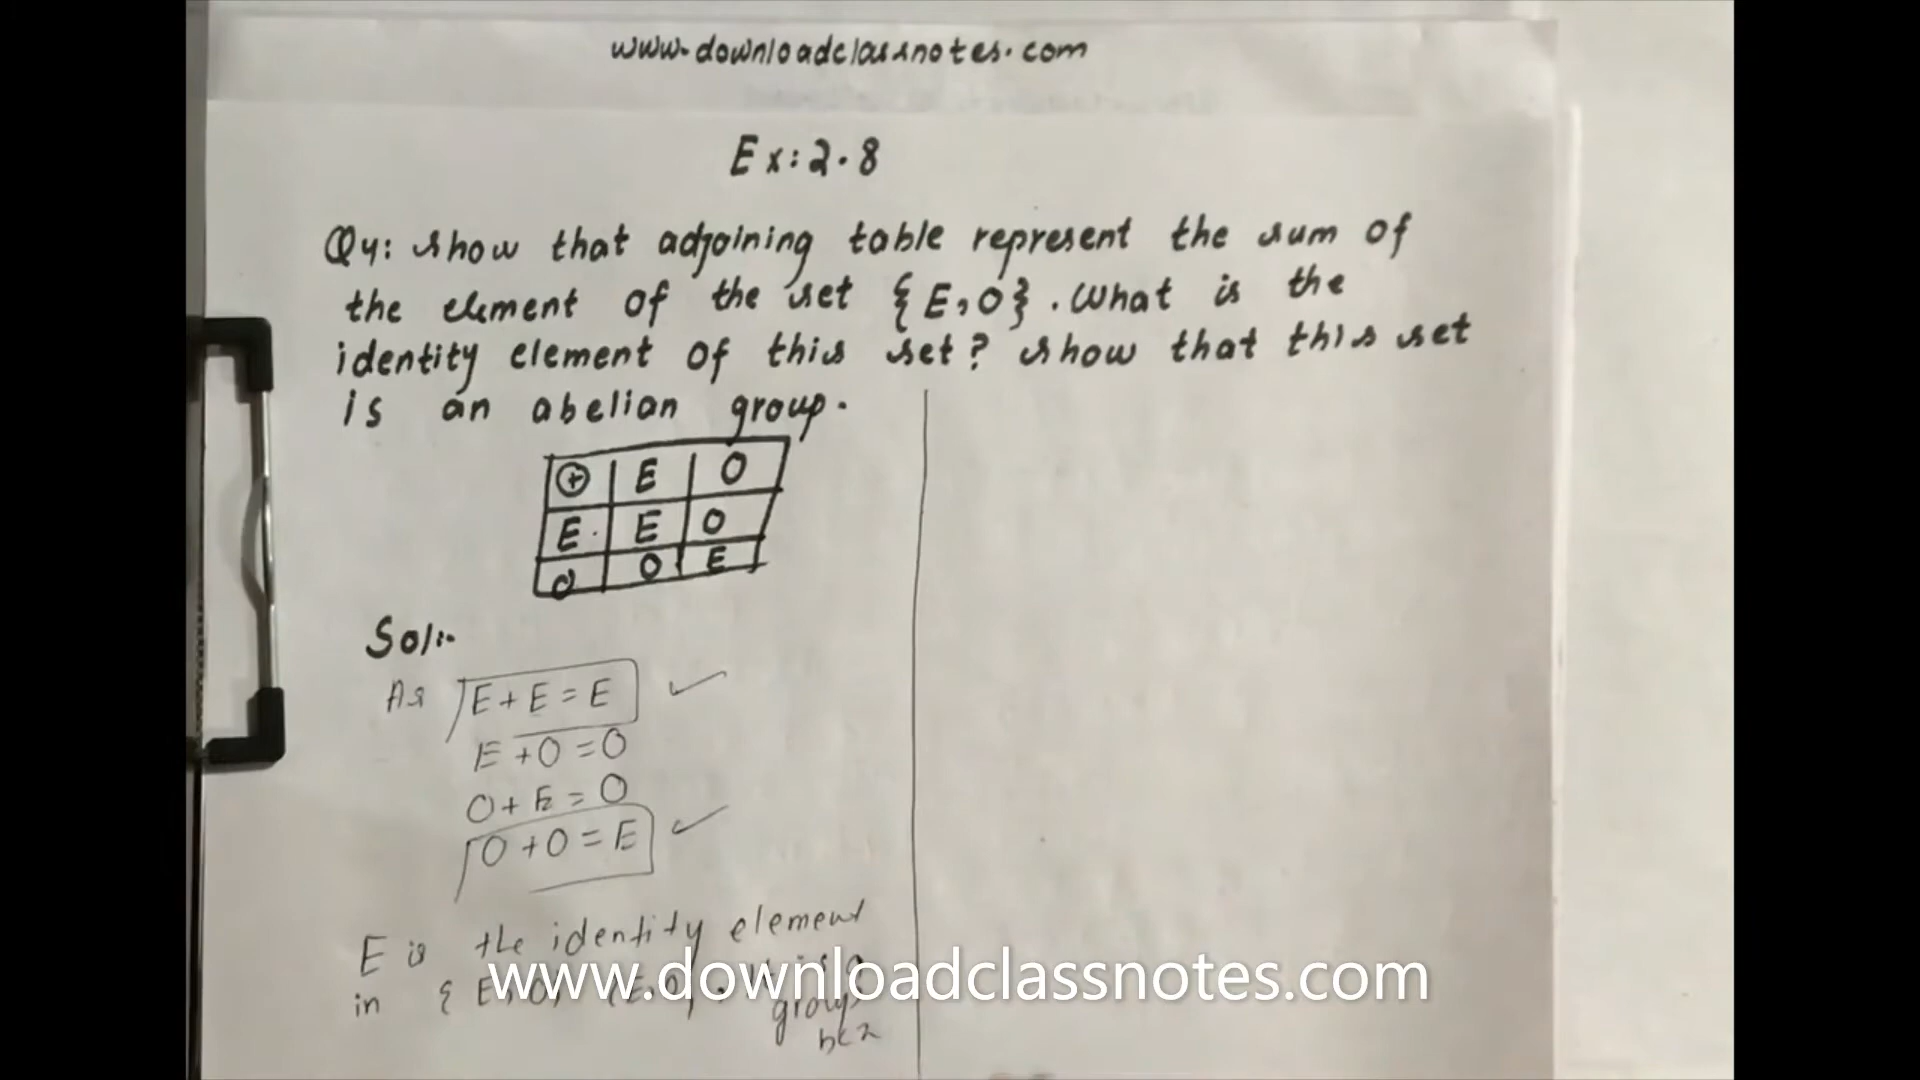 www.downloadclassnotes.com
Ex: 2.8
Q4: show that adjoining table represent the sum of
the element of the set {E,O}. What is the
identity element of this set? show that this set
is an abelian group.
⊕ E O
E E O
O O E
Sol:-
As E + E = E
E + O = O
O + E = O
O + O = E
E is the identity element
in { E, O,
group
www.downloadclassnotes.com